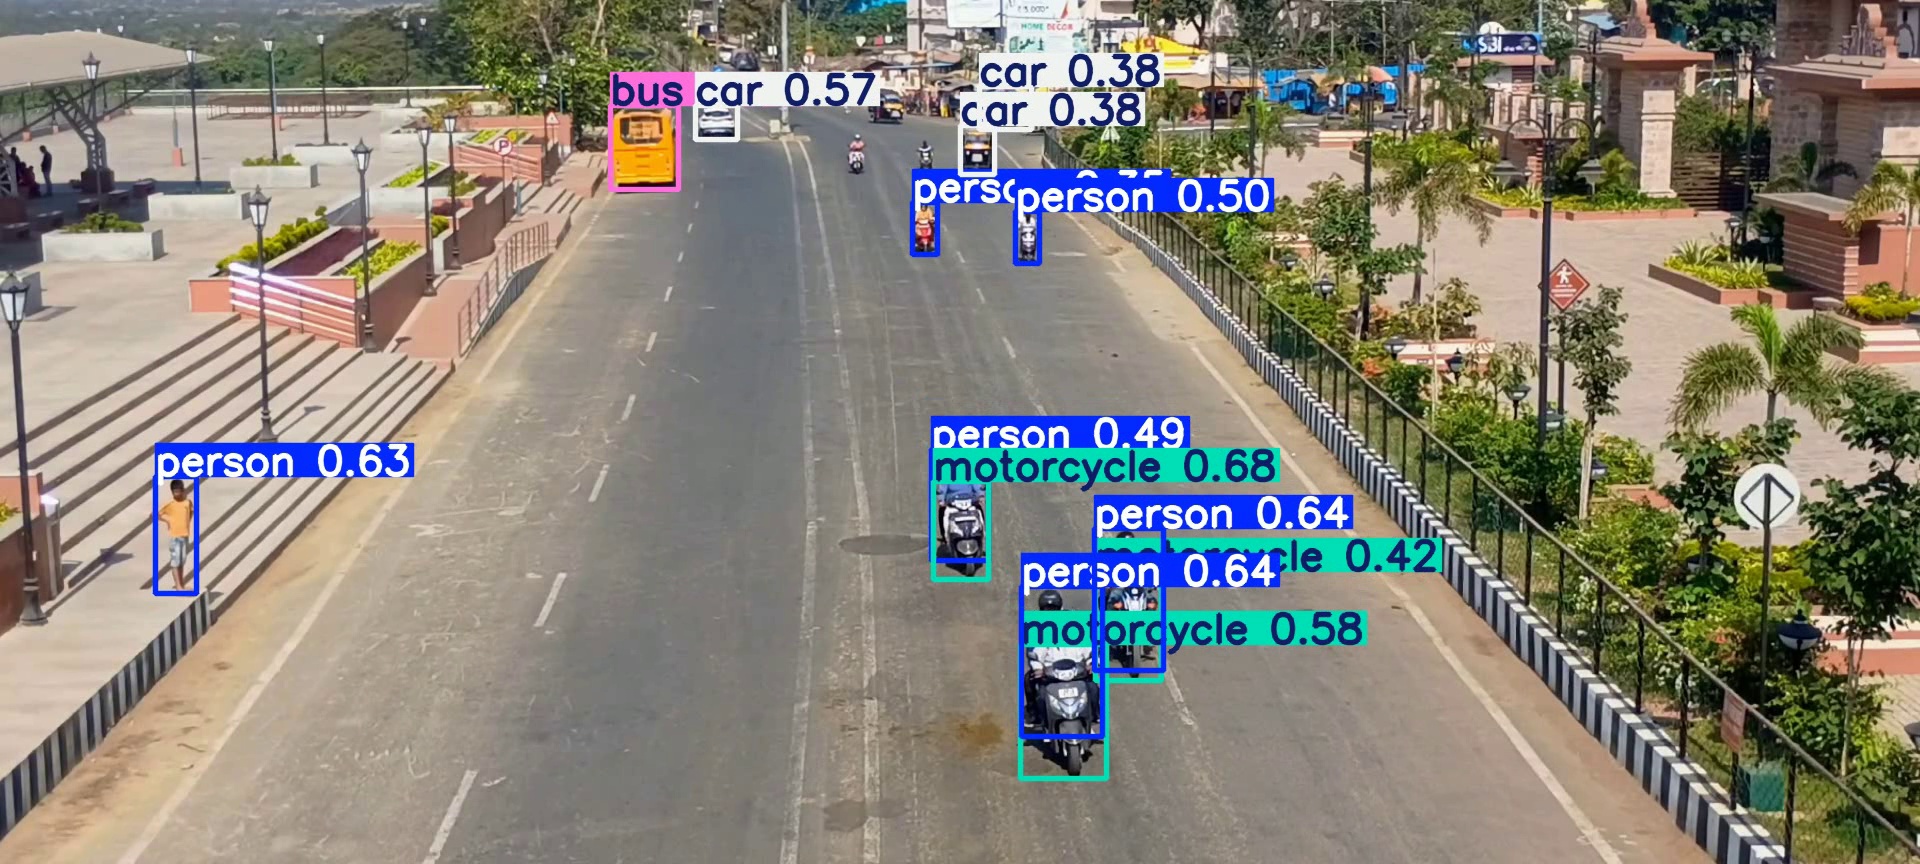 HOME DECOR
SBI
car 0.38
bus
car 0.57
car 0.38
P
person 0.50
person 0.49
motorcycle 0.68
person 0.63
person 0.64
motorcycle 0.42
person 0.64
motorcycle 0.58